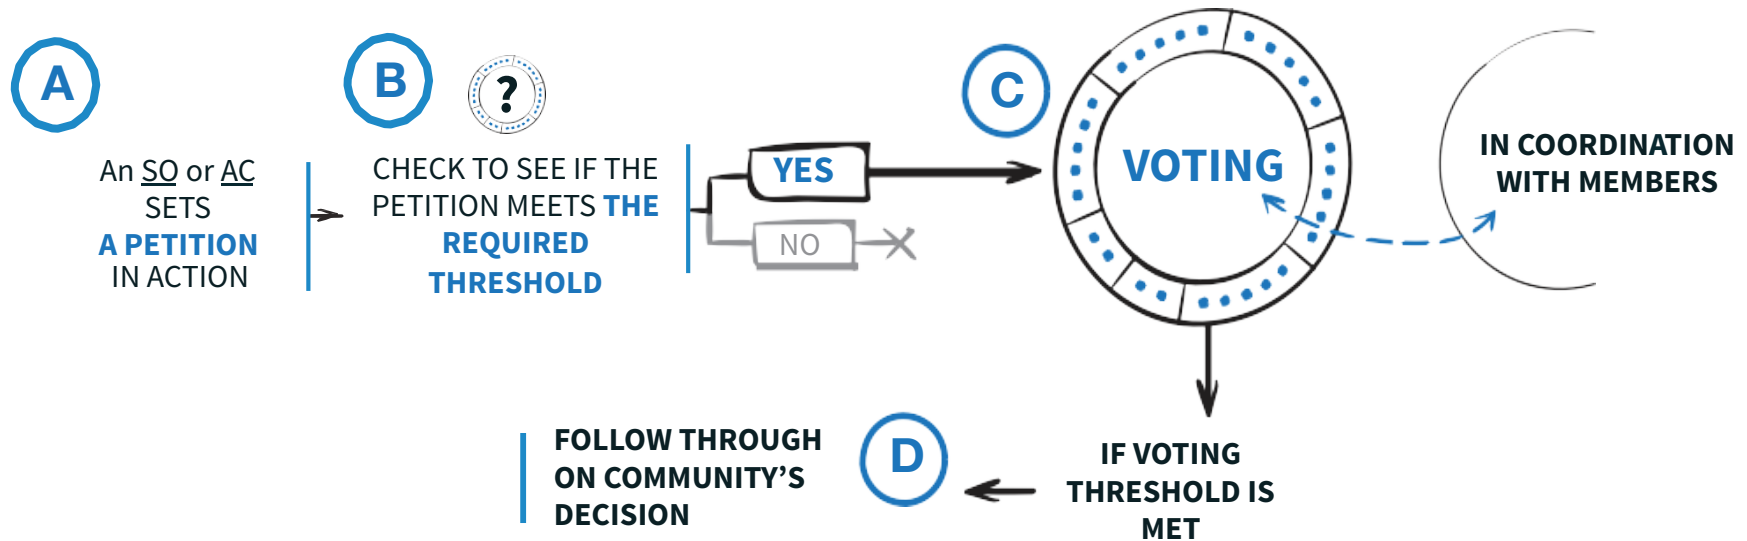 A
An SO or AC
SETS
A PETITION
IN ACTION
B
?
CHECK TO SEE IF THE
PETITION MEETS THE
REQUIRED
THRESHOLD
YES
NO
C
VOTING
IN COORDINATION
WITH MEMBERS
IF VOTING
THRESHOLD IS
MET
D
FOLLOW THROUGH
ON COMMUNITY’S
DECISION